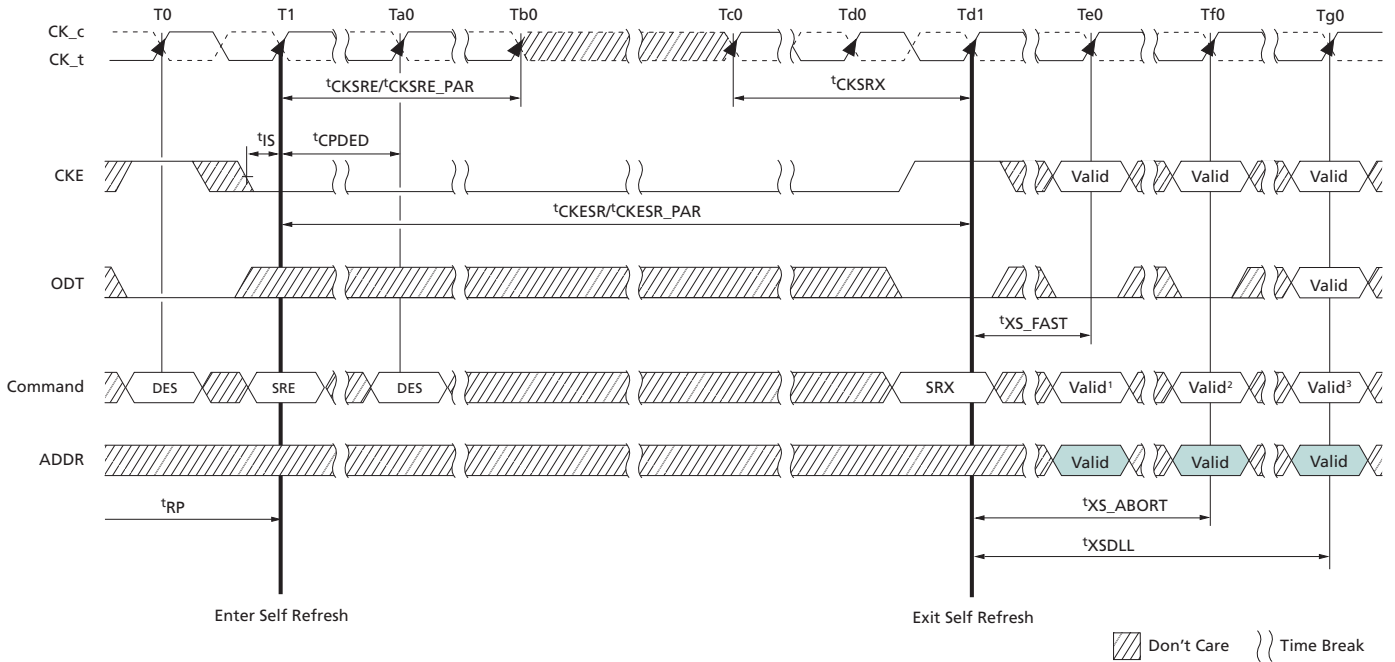 T0 T1 Ta0 Tb0 Tc0 Td0 Td1 Te0 Tf0 Tg0
CK_c
CK_t
tCKSRE/tCKSRE_PAR tCKSRX
tIS tCPDED
CKE Valid Valid Valid
tCKESR/tCKESR_PAR
ODT Valid
tXS_FAST
Command DES SRE DES SRX Valid¹ Valid² Valid³
ADDR Valid Valid Valid
tRP tXS_ABORT
tXSDLL
Enter Self Refresh Exit Self Refresh
Don't Care Time Break